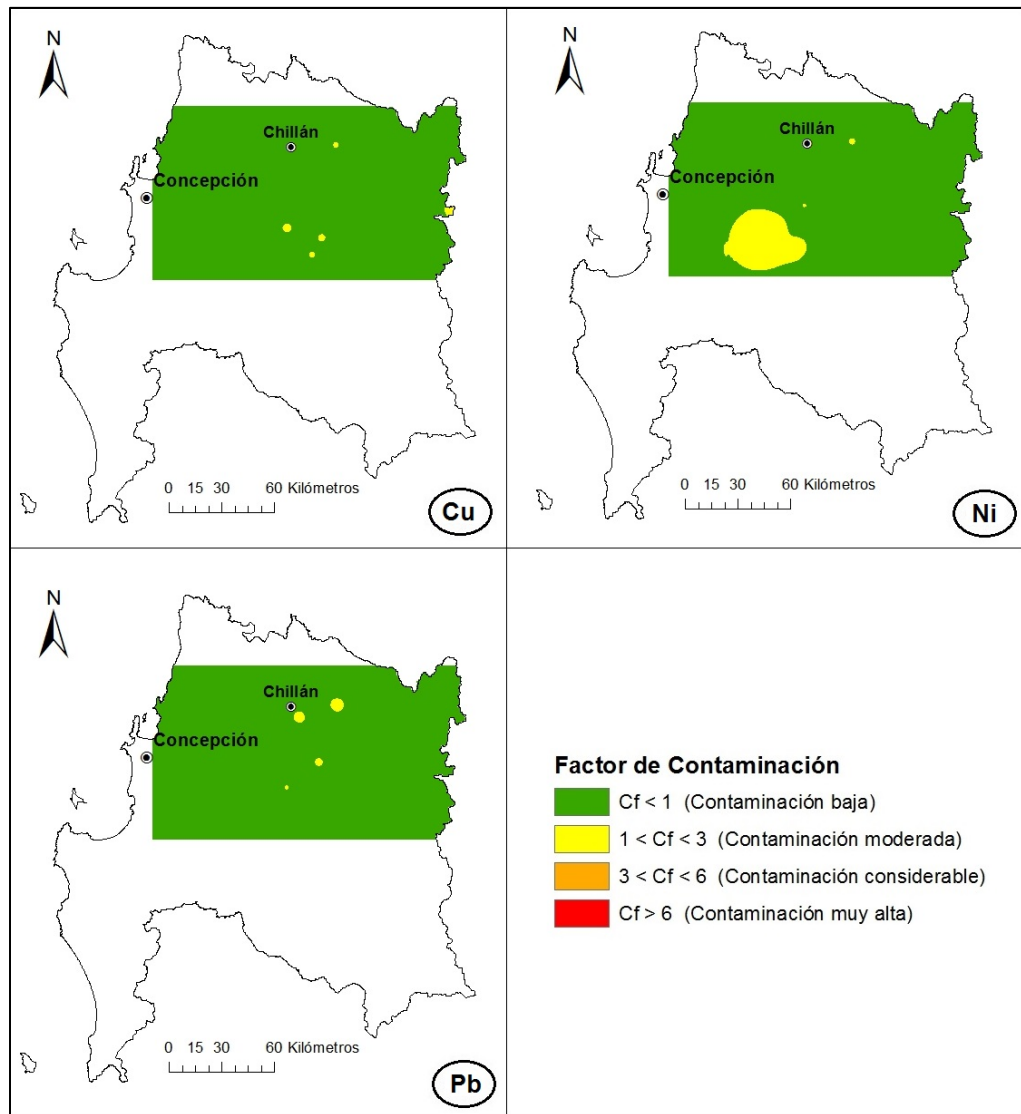 N
Chillán
Concepción
0 15 30 60 Kilómetros
Cu
N
Chillán
Concepción
0 15 30 60 Kilómetros
Ni
N
Chillán
Concepción
0 15 30 60 Kilómetros
Pb
Factor de Contaminación
Cf < 1 (Contaminación baja)
1 < Cf < 3 (Contaminación moderada)
3 < Cf < 6 (Contaminación considerable)
Cf > 6 (Contaminación muy alta)